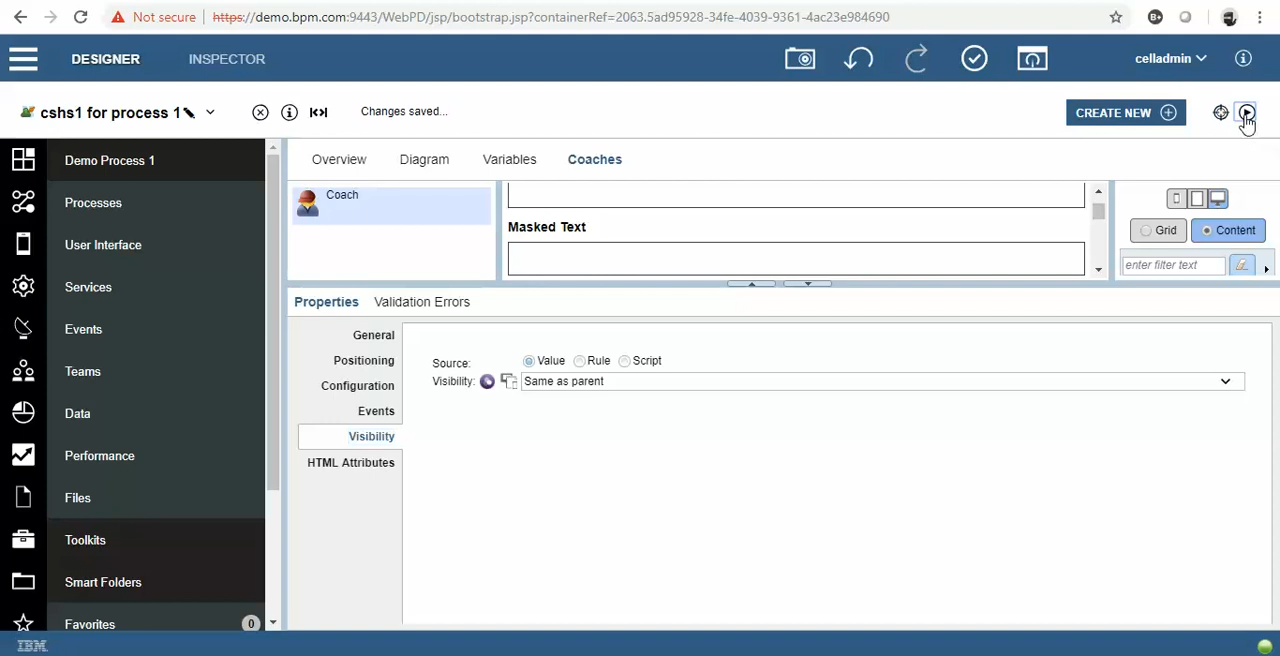 Not secure | https://demo.bpm.com:9443/WebPD/jsp/bootstrap.jsp?containerRef=2063.5ad95928-34fe-4039-9361-4ac23e984690
DESIGNER INSPECTOR celladmin
cshs1 for process 1 Changes saved... CREATE NEW
Demo Process 1
Processes
User Interface
Services
Events
Teams
Data
Performance
Files
Toolkits
Smart Folders
Favorites 0
Overview Diagram Variables Coaches
Coach
Masked Text
Grid Content
enter filter text
Properties Validation Errors
General
Positioning
Configuration
Events
Visibility
HTML Attributes
Source: Value Rule Script
Visibility: Same as parent
IBM